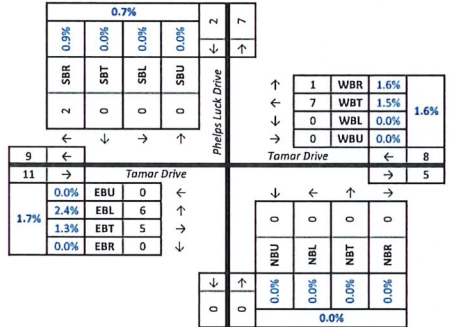 0.7%
2 7
0.9% 0.0% 0.0% 0.0%
↓ ↑
SBR SBT SBL SBU
2 0 0 0
Phelps Luck Drive
← ↓ → ↑
↑ 1 WBR 1.6%
← 7 WBT 1.5%
↓ 0 WBL 0.0%
→ 0 WBU 0.0%
1.6%
9 ←
Tamar Drive
← 8
11 →
Tamar Drive
→ 5
1.7%
0.0% EBU 0 ←
2.4% EBL 6 ↑
1.3% EBT 5 →
0.0% EBR 0 ↓
↓ ← ↑ →
0 0 0 0
NBU NBL NBT NBR
0.0% 0.0% 0.0% 0.0%
↓ ↑
0 0
0.0%